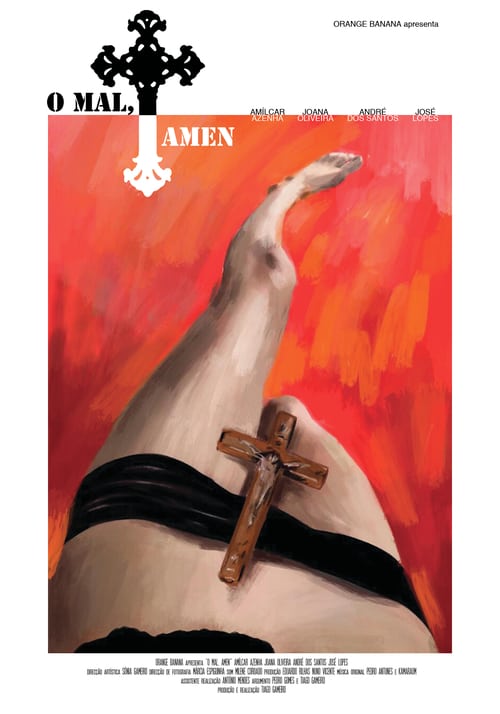 ORANGE BANANA apresenta
O MAL,
AMEN
AMÍLCAR AZENHA
JOANA OLIVEIRA
ANDRÉ DOS SANTOS
JOSÉ LOPES
ORANGE BANANA APRESENTA "O MAL, AMEN" AMÍLCAR AZENHA JOANA OLIVEIRA ANDRÉ DOS SANTOS JOSÉ LOPES
DIRECÇÃO ARTÍSTICA SÓNIA GAMEIRO DIRECÇÃO DE FOTOGRAFIA MÁRCIA ESPIGUINHA SOM MILENE CORDADO PRODUÇÃO EDUARDO RILHAS NUNO VICENTE MÚSICA ORIGINAL PEDRO ANTUNES E KAMARAUM
ASSISTENTE REALIZAÇÃO ANTÓNIO MENDES ARGUMENTO PEDRO GOMES E TIAGO GAMEIRO
PRODUÇÃO E REALIZAÇÃO TIAGO GAMEIRO